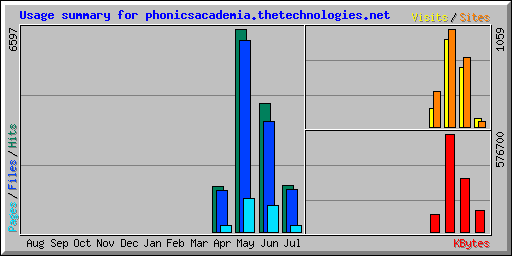 Usage summary for phonicsacademia.thetechnologies.net
Visits/Sites
6597
1059
576700
Pages/Files/Hits
Aug Sep Oct Nov Dec Jan Feb Mar Apr May Jun Jul
KBytes